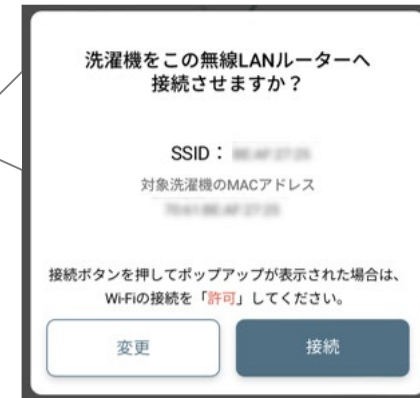 洗濯機をこの無線LANルーターへ
接続させますか？
SSID：
対象洗濯機のMACアドレス
接続ボタンを押してポップアップが表示された場合は、
Wi-Fiの接続を「許可」してください。
変更
接続